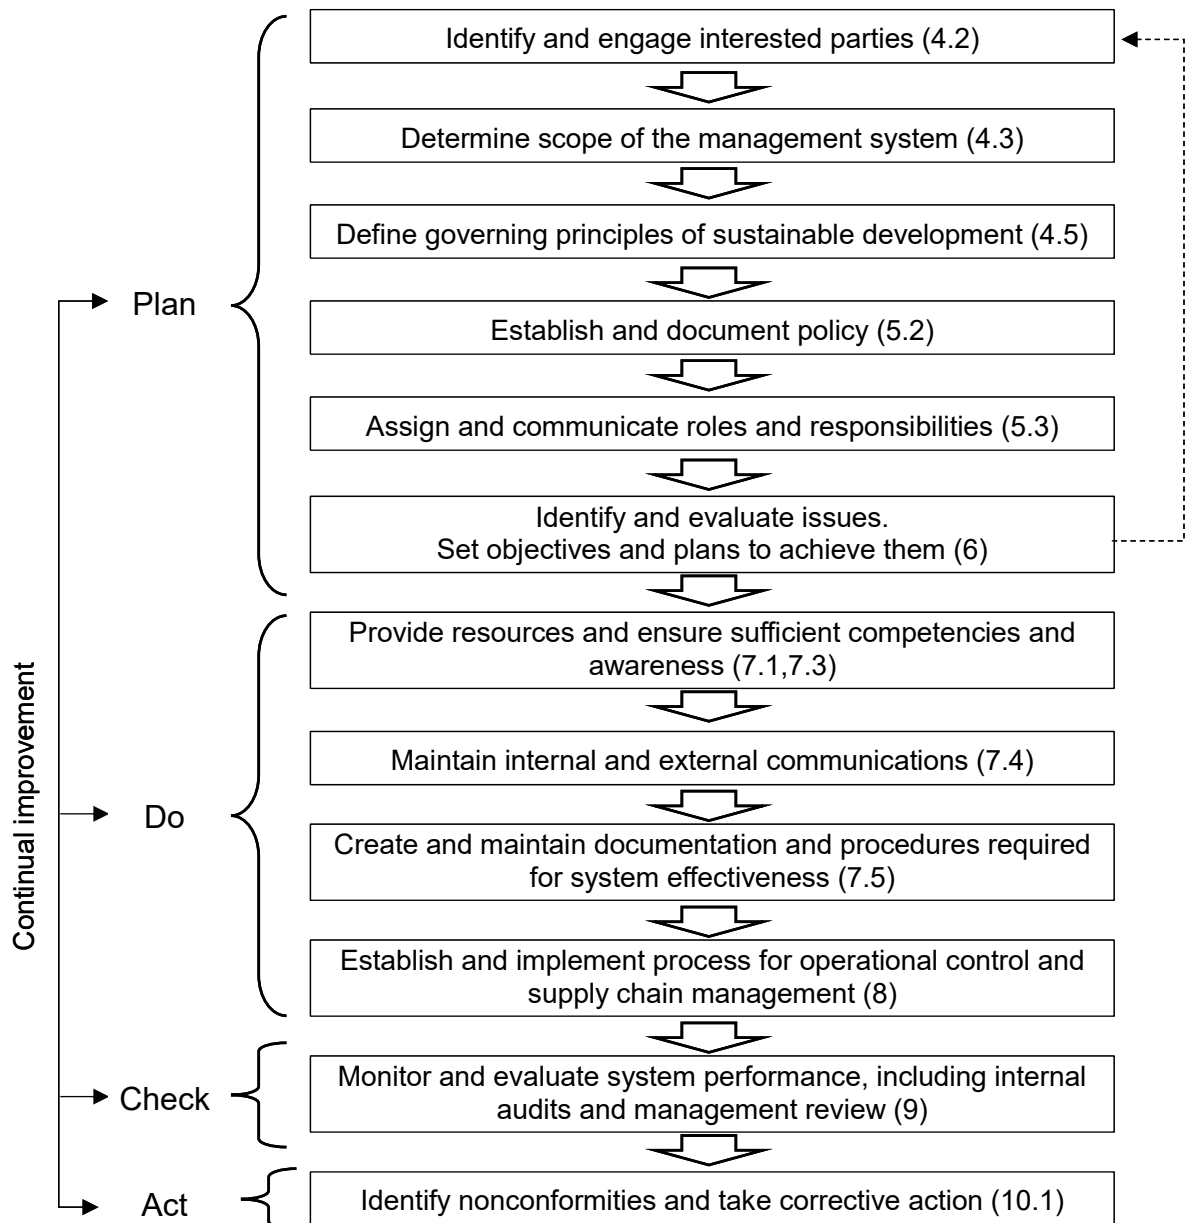 Identify and engage interested parties (4.2)
Determine scope of the management system (4.3)
Define governing principles of sustainable development (4.5)
Plan
Establish and document policy (5.2)
Assign and communicate roles and responsibilities (5.3)
Identify and evaluate issues.
Set objectives and plans to achieve them (6)
Provide resources and ensure sufficient competencies and
awareness (7.1,7.3)
Continual improvement
Maintain internal and external communications (7.4)
Do
Create and maintain documentation and procedures required
for system effectiveness (7.5)
Establish and implement process for operational control and
supply chain management (8)
Check
Monitor and evaluate system performance, including internal
audits and management review (9)
Act
Identify nonconformities and take corrective action (10.1)